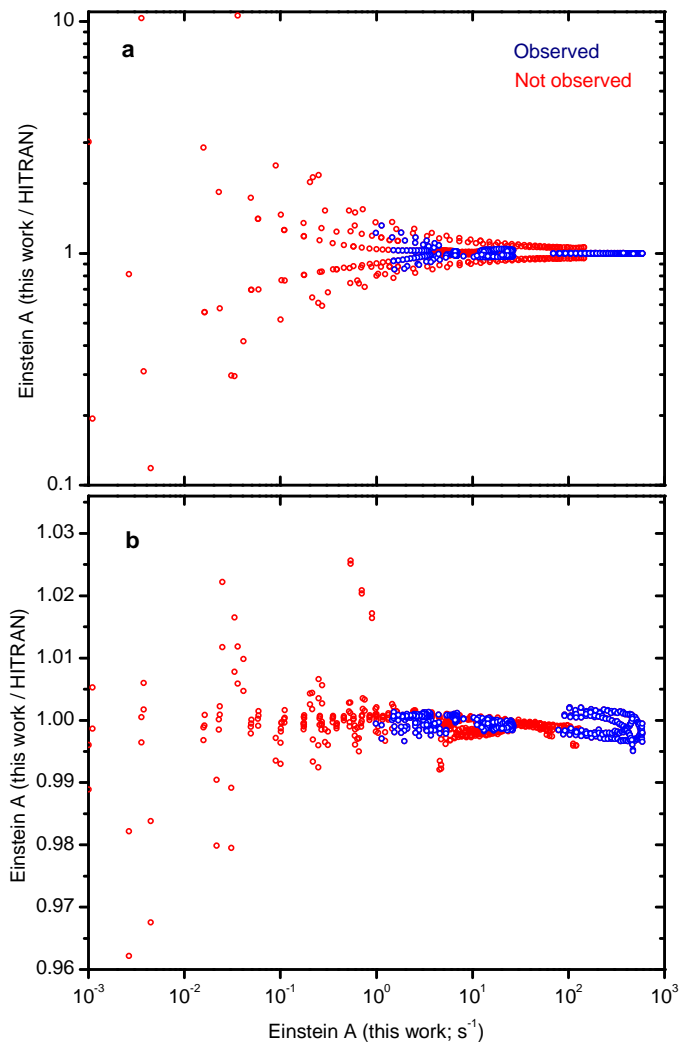 10
a
Observed
Not observed
1
Einstein A (this work / HITRAN)
0.1
1.03
b
1.02
1.01
1.00
0.99
0.98
0.97
0.96
Einstein A (this work / HITRAN)
10⁻³ 10⁻² 10⁻¹ 10⁰ 10¹ 10² 10³
Einstein A (this work; s⁻¹)